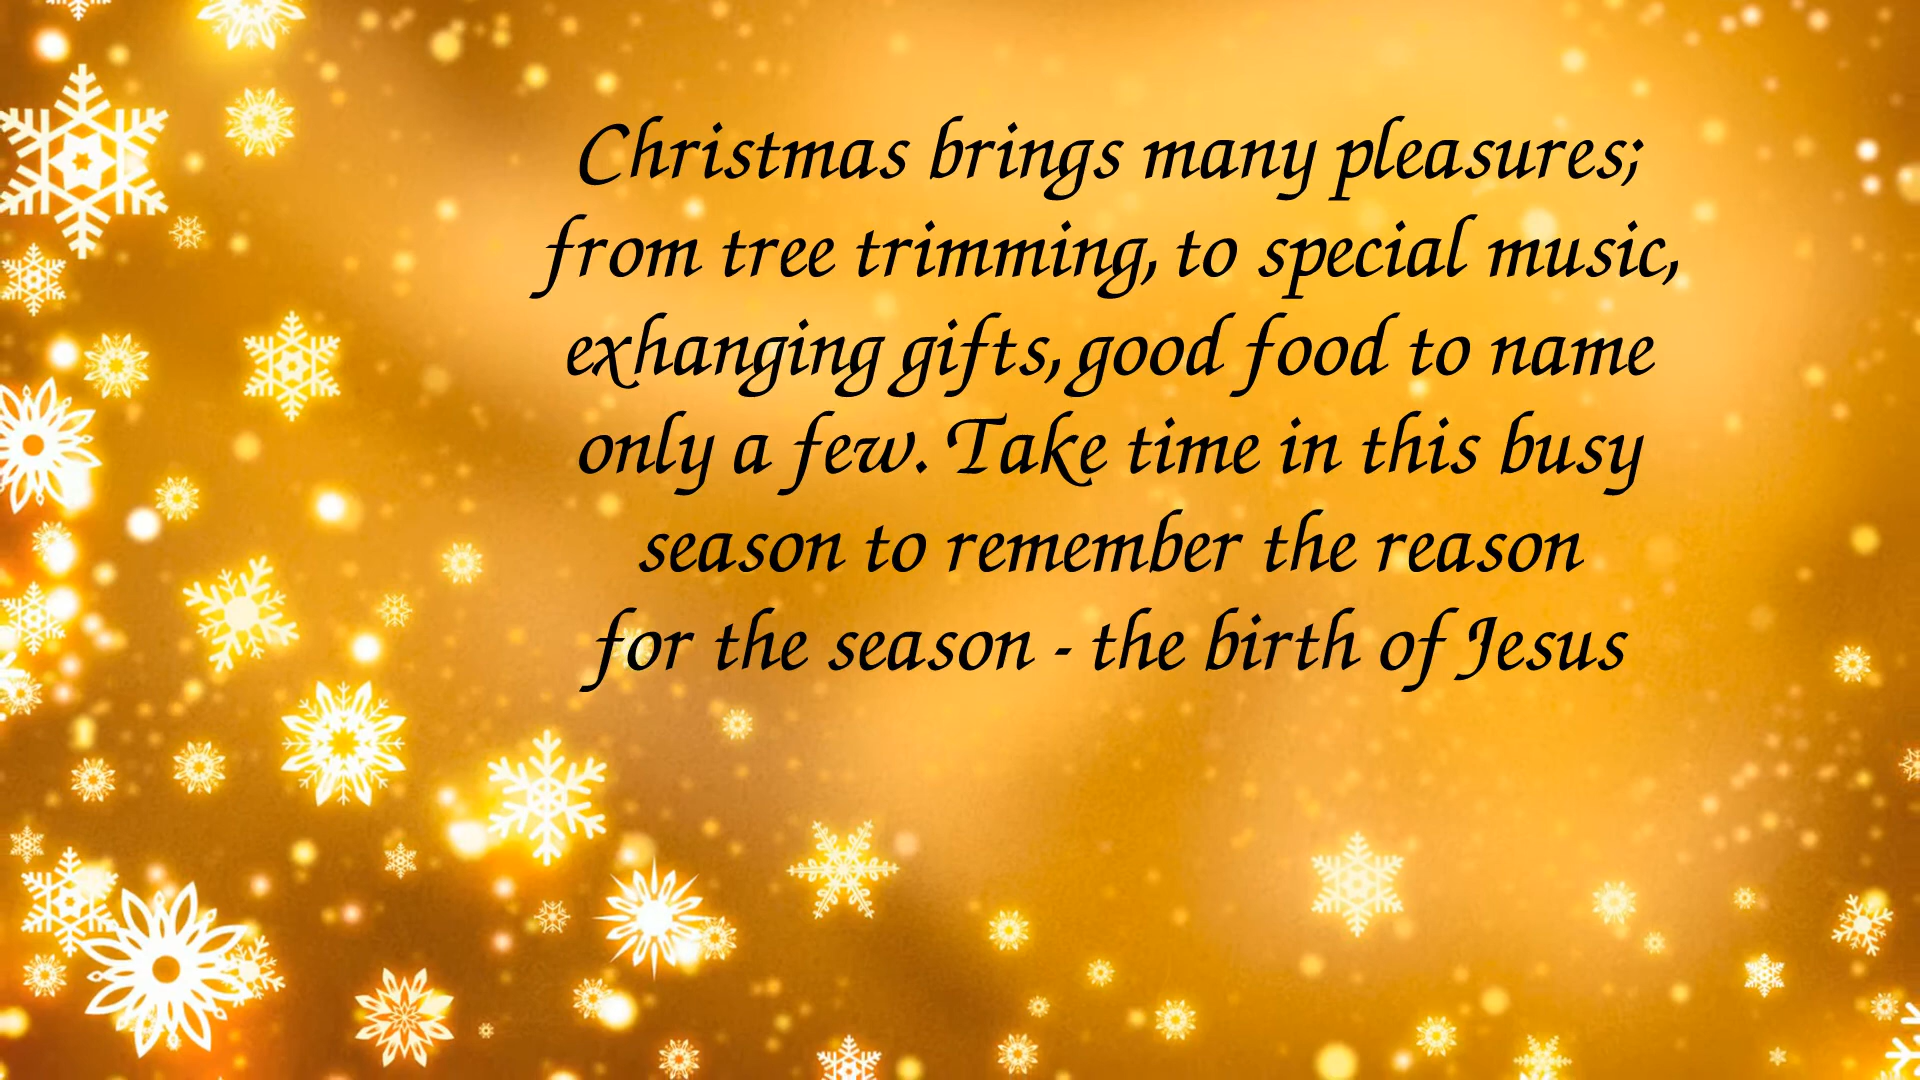 Christmas brings many pleasures;
from tree trimming, to special music,
exhanging gifts, good food to name
only a few. Take time in this busy
season to remember the reason
for the season - the birth of Jesus